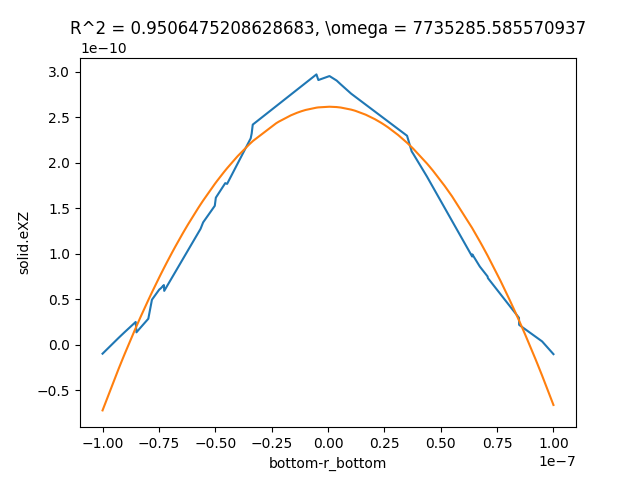 R^2 = 0.9506475208628683, \omega = 7735285.585570937
1e−10
3.0
2.5
2.0
1.5
1.0
0.5
0.0
−0.5
solid.eXZ
−1.00 −0.75 −0.50 −0.25 0.00 0.25 0.50 0.75 1.00
bottom-r_bottom
1e−7